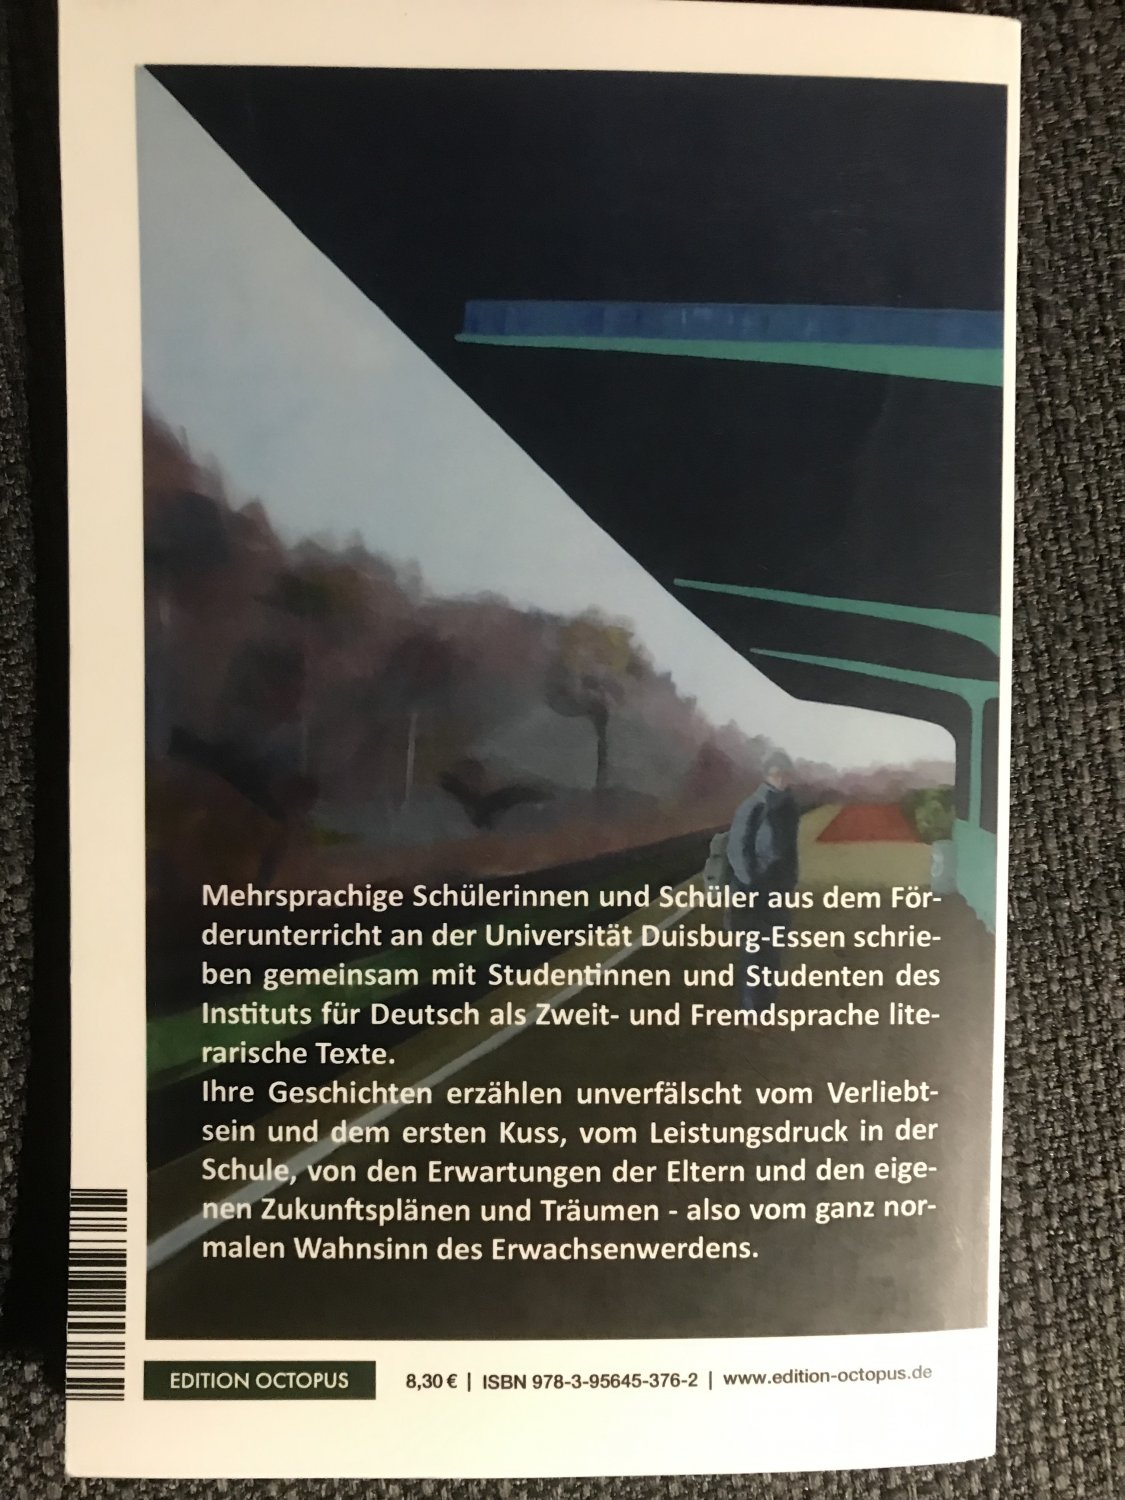 Mehrsprachige Schülerinnen und Schüler aus dem För-
derunterricht an der Universität Duisburg-Essen schrie-
ben gemeinsam mit Studentinnen und Studenten des
Instituts für Deutsch als Zweit- und Fremdsprache lite-
rarische Texte.
Ihre Geschichten erzählen unverfälscht vom Verliebt-
sein und dem ersten Kuss, vom Leistungsdruck in der
Schule, von den Erwartungen der Eltern und den eige-
nen Zukunftsplänen und Träumen - also vom ganz nor-
malen Wahnsinn des Erwachsenwerdens.
EDITION OCTOPUS 8,30 € | ISBN 978-3-95645-376-2 | www.edition-octopus.de